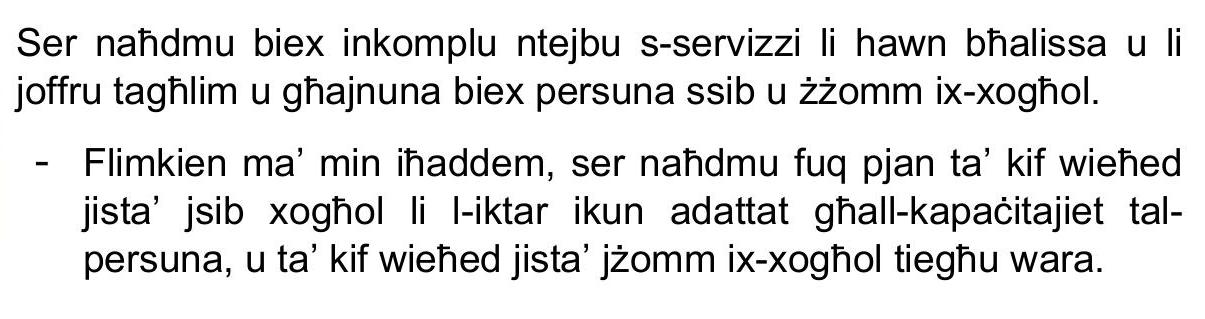 Ser naħdmu biex inkomplu ntejbu s-servizzi li hawn bħalissa u li
joffru tagħlim u għajnuna biex persuna ssib u żżomm ix-xogħol.
- Flimkien ma’ min iħaddem, ser naħdmu fuq pjan ta’ kif wieħed
jista’ jsib xogħol li l-iktar ikun adattat għall-kapaċitajiet tal-
persuna, u ta’ kif wieħed jista’ jżomm ix-xogħol tiegħu wara.